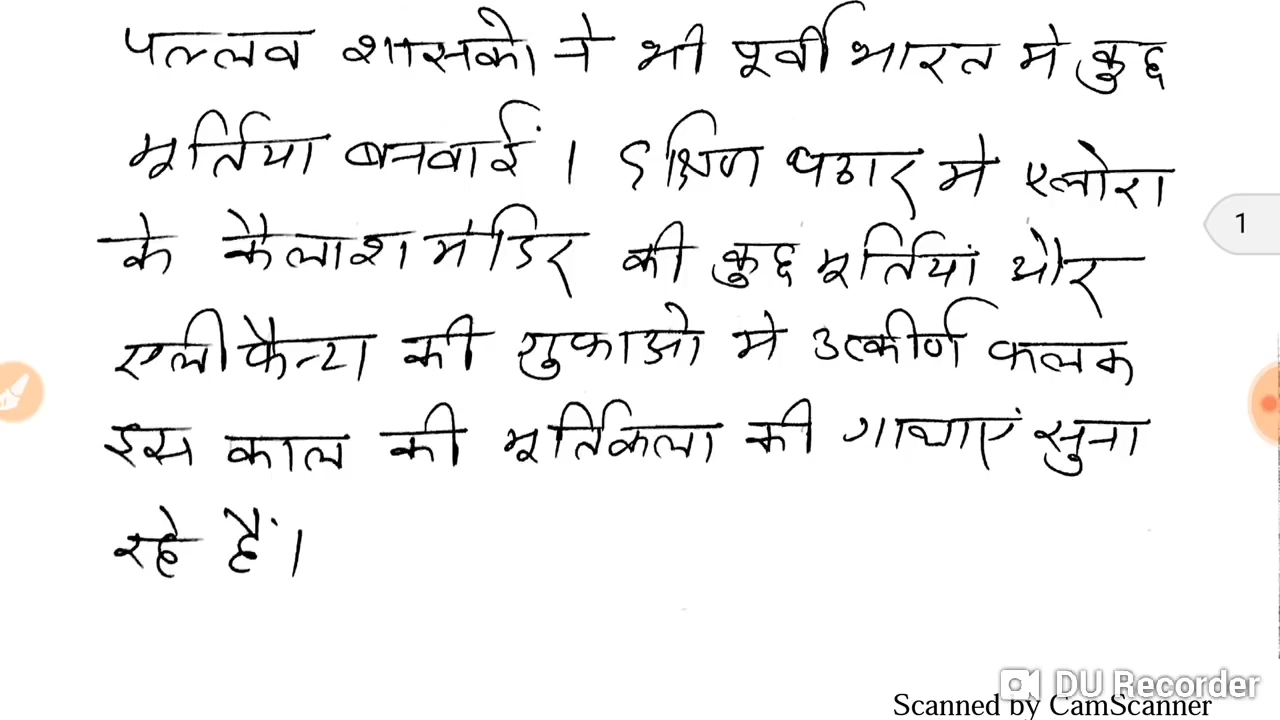 पल्लव शासको ने भी पूर्वी भारत मे कुछ
मूर्तिया बनवाईं। दक्षिण पठार मे एलोरा
के कैलाश मंदिर की कुछ मूर्तियां और
एलीफैन्टा की गुफाओ मे उत्कीर्ण फलक
इस काल की मूर्तिकला की गाथाएं सुना
रहे हैं।
1
DU Recorder
Scanned by CamScanner